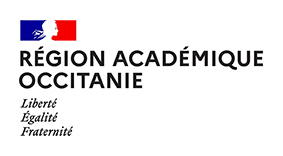 RÉGION ACADÉMIQUE
OCCITANIE
Liberté
Égalité
Fraternité